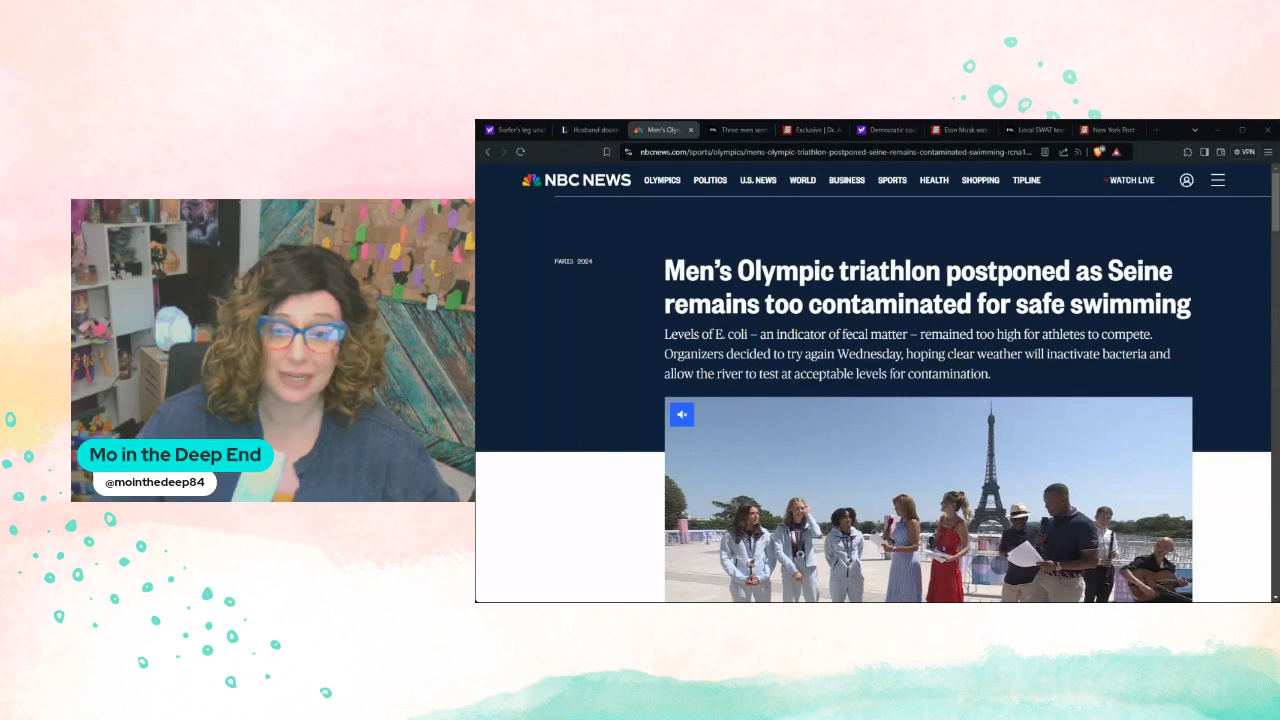 Surfer's leg una
Husband douse
Men's Olyn
Three men sen
Exclusive | Dr. A
Democratic co
Elon Musk was
Local SWAT tea
New York Post
nbcnews.com/sports/olympics/mens-olympic-triathlon-postponed-seine-remains-contaminated-swimming-rcna1...
VPN
NBC NEWS
OLYMPICS POLITICS U.S. NEWS WORLD BUSINESS SPORTS HEALTH SHOPPING TIPLINE
WATCH LIVE
PARIS 2024
Men's Olympic triathlon postponed as Seine
remains too contaminated for safe swimming
Levels of E. coli – an indicator of fecal matter – remained too high for athletes to compete.
Organizers decided to try again Wednesday, hoping clear weather will inactivate bacteria and
allow the river to test at acceptable levels for contamination.
Mo in the Deep End
@mointhedeep84